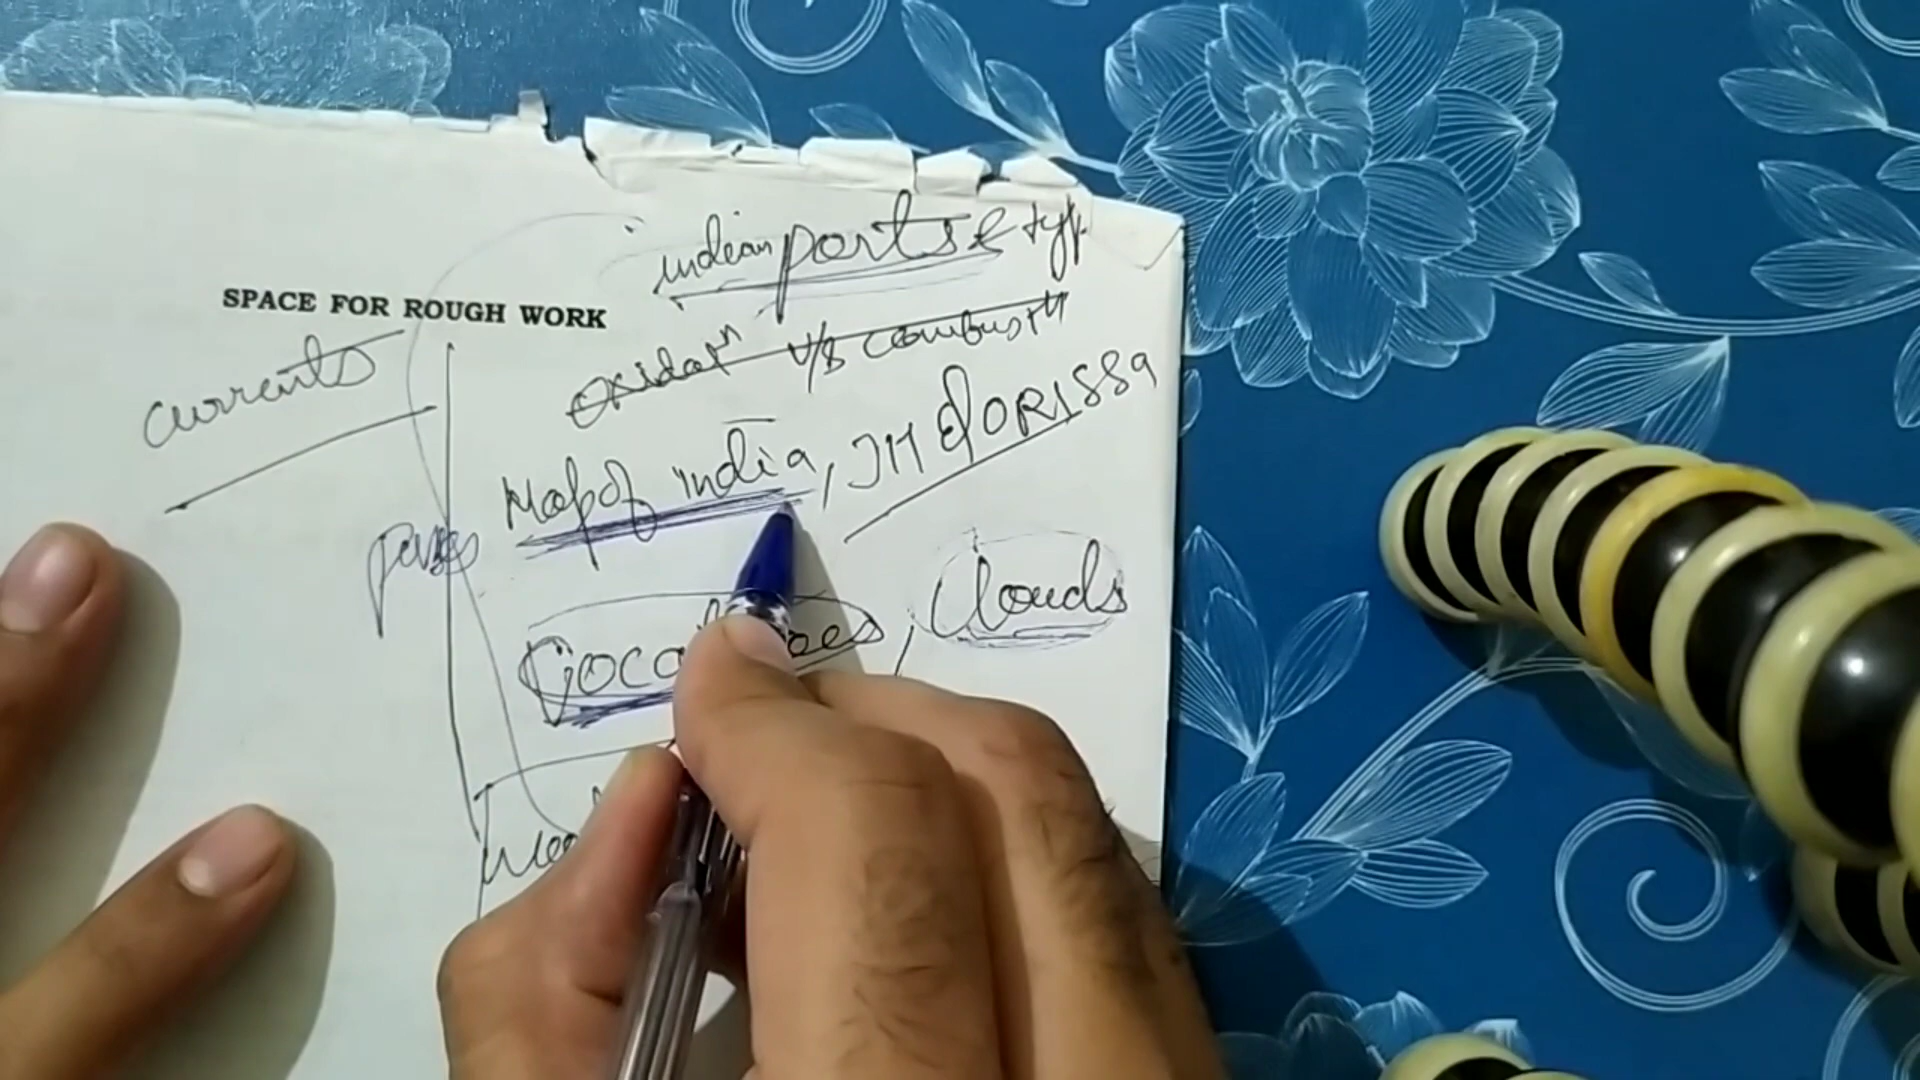 indian ports & typ.
SPACE FOR ROUGH WORK
currents
oxidatn v/s combustn
Map of india, JH & ORISSA
Clouds